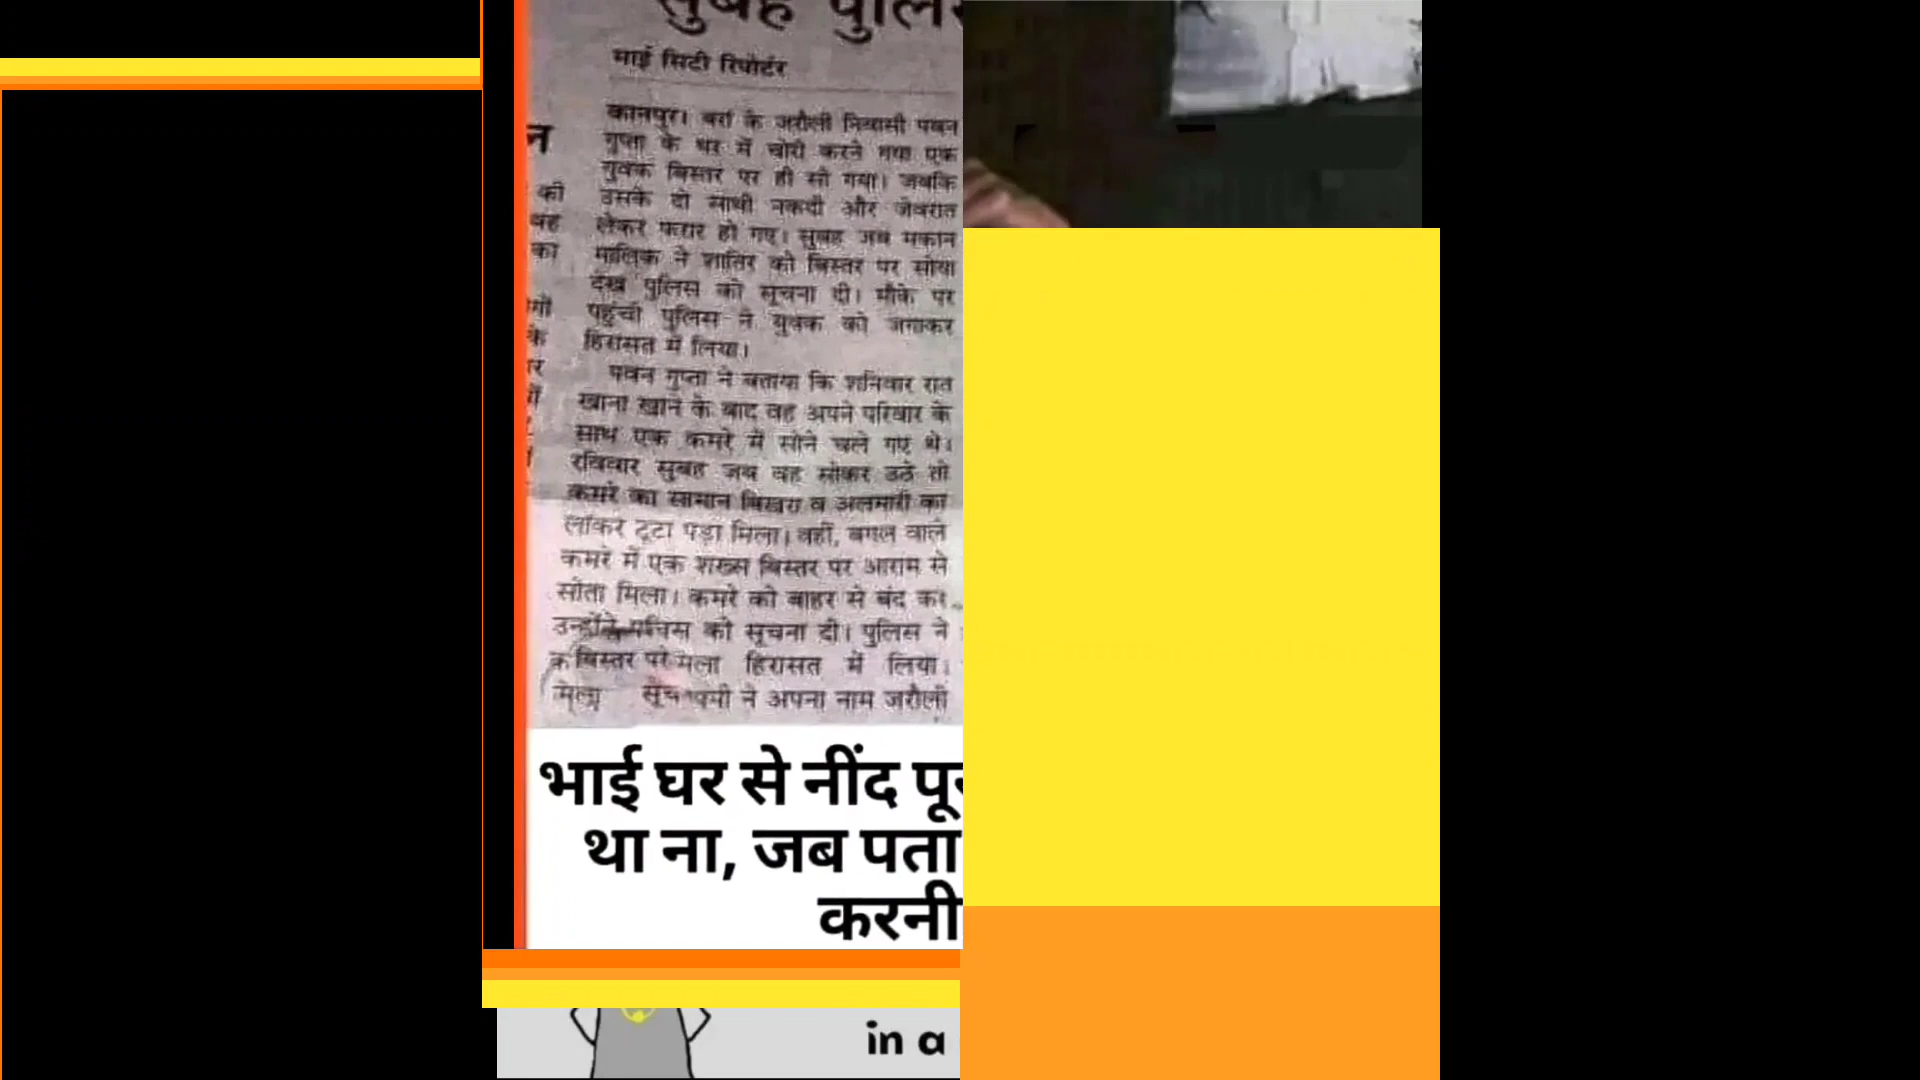 सुबह पुलिस
माई सिटी रिपोर्टर
कानपुर। बर्रा के जरौली निवासी पवन
गुप्ता के घर में चोरी करने गया एक
युवक बिस्तर पर ही सो गया। जबकि
उसके दो साथी नकदी और जेवरात
लेकर फरार हो गए। सुबह जब मकान
मालिक ने शातिर को बिस्तर पर सोया
देख पुलिस को सूचना दी। मौके पर
पहुंची पुलिस ने युवक को जगाकर
हिरासत में लिया।
पवन गुप्ता ने बताया कि शनिवार रात
खाना खाने के बाद वह अपने परिवार के
साथ एक कमरे में सोने चले गए थे।
रविवार सुबह जब वह सोकर उठे तो
कमरे का सामान बिखरा व अलमारी का
लॉकर टूटा पड़ा मिला। वहीं, बगल वाले
कमरे में एक शख्स बिस्तर पर आराम से
सोता मिला। कमरे को बाहर से बंद कर
उन्होंने को सूचना दी। पुलिस ने
बिस्तर पर हिरासत में लिया।
ने अपना नाम जरौली
की
वह
का
के
भाई घर से नींद
था ना, जब पता
करनी
in a